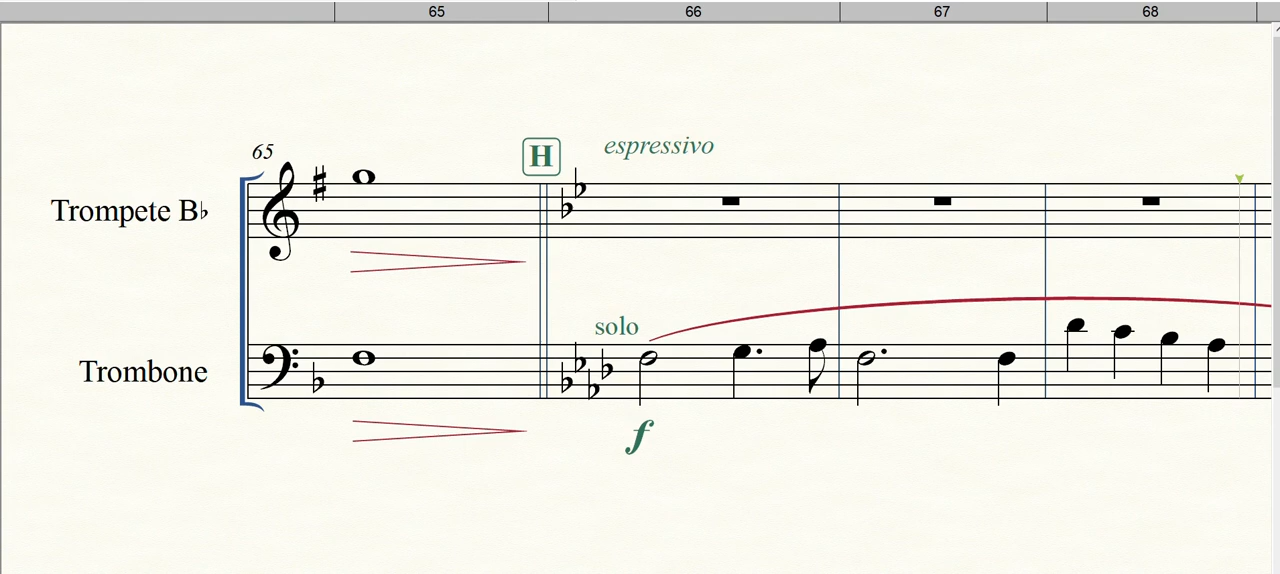 65 66 67 68
65
H
espressivo
Trompete B♭
solo
Trombone
f